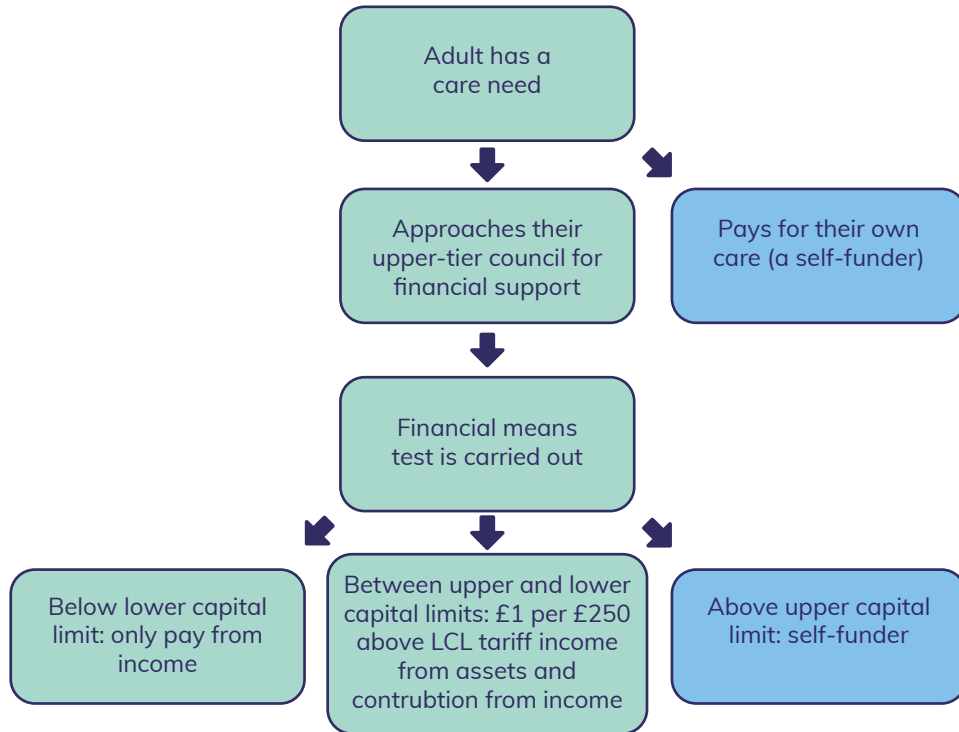 Adult has a
care need
Approaches their
upper-tier council for
financial support
Pays for their own
care (a self-funder)
Financial means
test is carried out
Below lower capital
limit: only pay from
income
Between upper and lower
capital limits: £1 per £250
above LCL tariff income
from assets and
contrubtion from income
Above upper capital
limit: self-funder